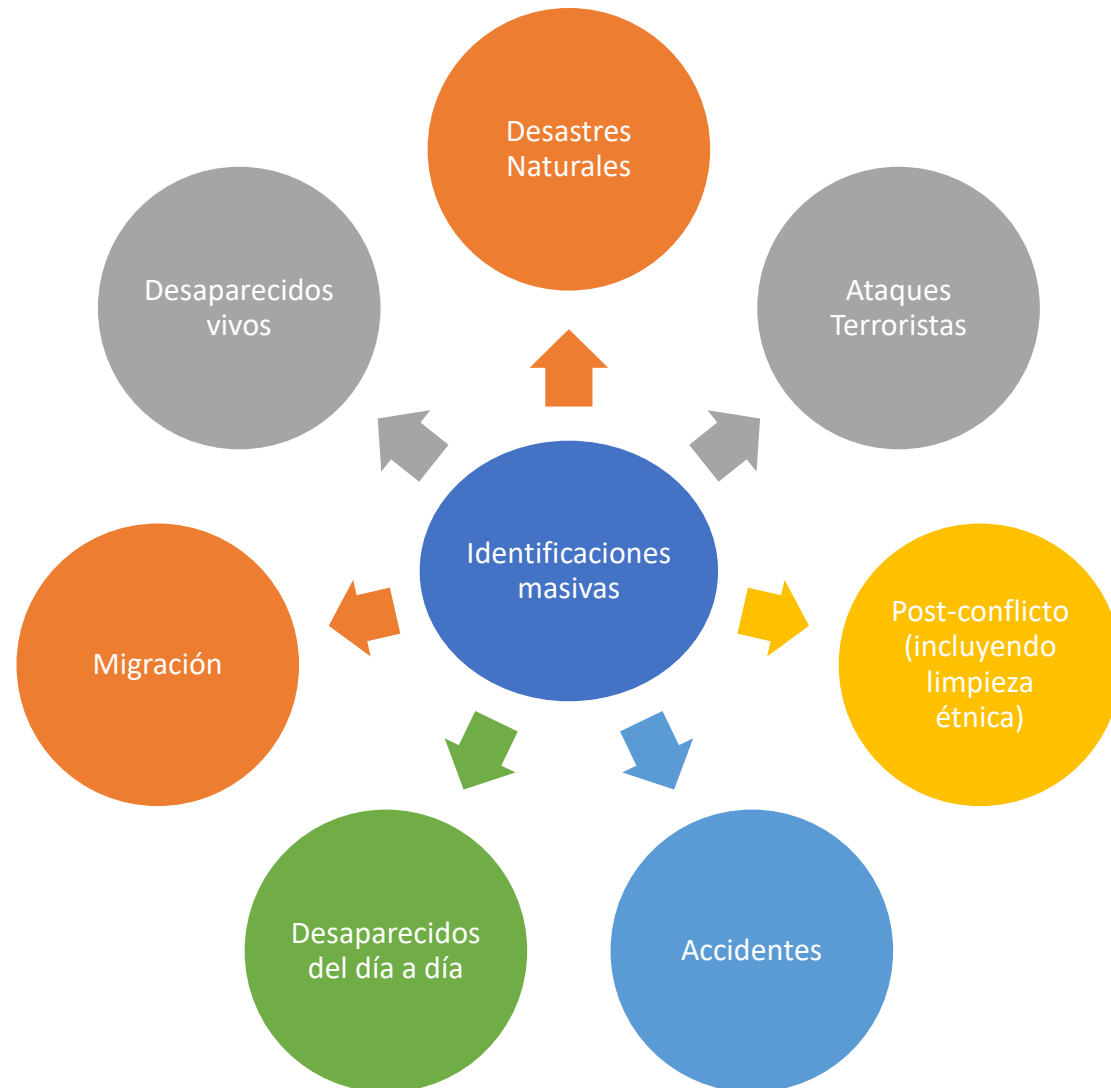 Desastres
Naturales
Desaparecidos
vivos
Ataques
Terroristas
Identificaciones
masivas
Migración
Post-conflicto
(incluyendo
limpieza
étnica)
Desaparecidos
del día a día
Accidentes